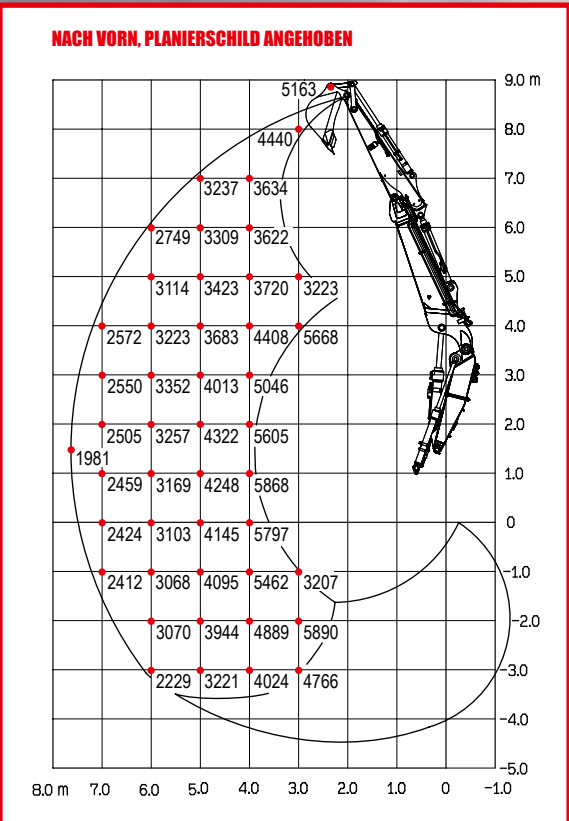 NACH VORN, PLANIERSCHILD ANGEHOBEN
5163 9.0 m
4440 8.0
3237 3634 7.0
2749 3309 3622 6.0
3114 3423 3720 3223 5.0
2572 3223 3683 4408 5668 4.0
2550 3352 4013 5046 3.0
2505 3257 4322 5605 2.0
1981
2459 3169 4248 5868 1.0
2424 3103 4145 5797 0
2412 3068 4095 5462 3207 -1.0
3070 3944 4889 5890 -2.0
2229 3221 4024 4766 -3.0
-4.0
-5.0
8.0 m 7.0 6.0 5.0 4.0 3.0 2.0 1.0 0 -1.0